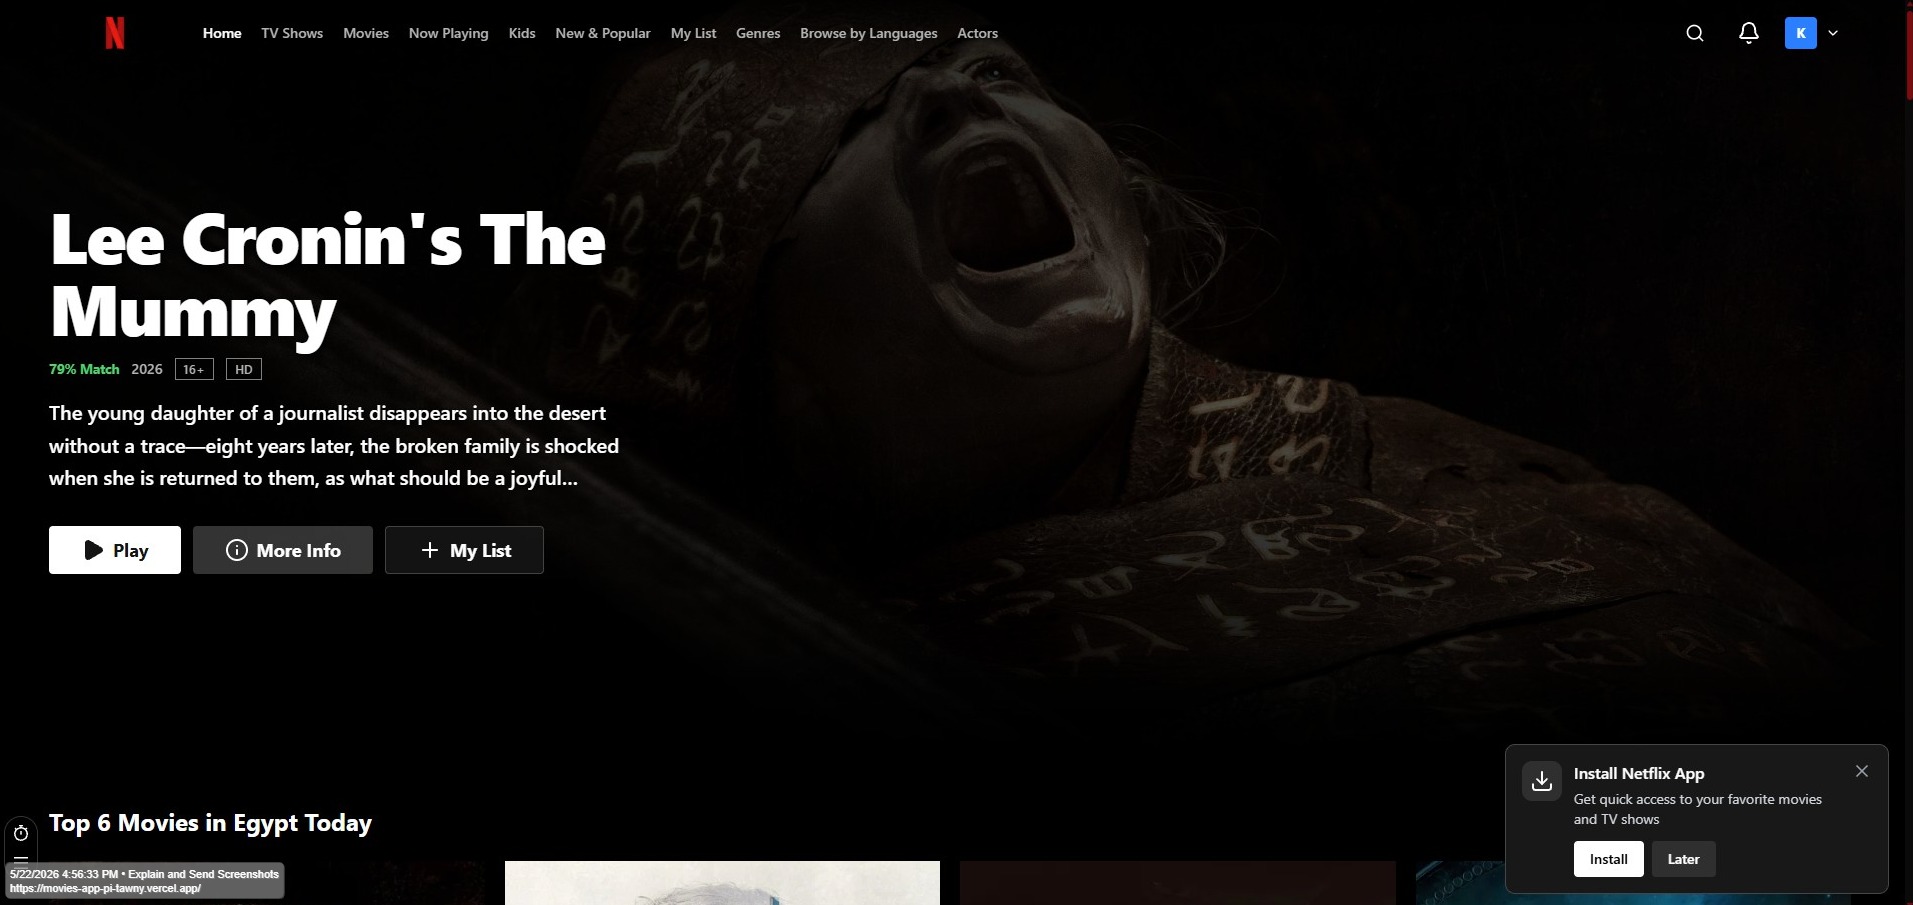 N
Home TV Shows Movies Now Playing Kids New & Popular My List Genres Browse by Languages Actors
K
Lee Cronin's The
Mummy
79% Match 2026 16+ HD
The young daughter of a journalist disappears into the desert
without a trace—eight years later, the broken family is shocked
when she is returned to them, as what should be a joyful...
Play More Info My List
Install Netflix App
Get quick access to your favorite movies
and TV shows
Install Later
Top 6 Movies in Egypt Today
5/22/2026 4:56:33 PM • Explain and Send Screenshots
https://movies-app-pi-tawny.vercel.app/